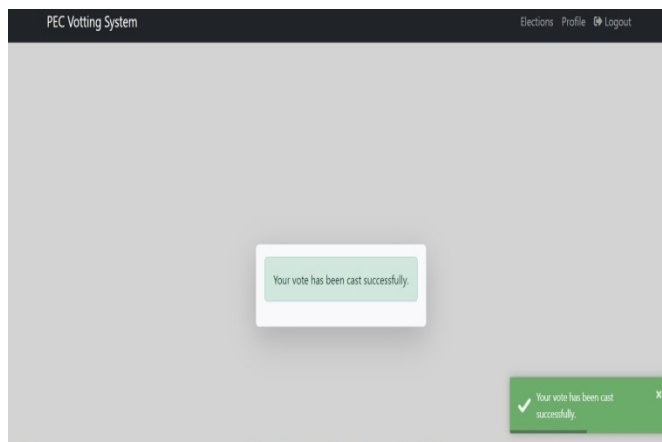 PEC Votting System
Elections Profile Logout
Your vote has been cast successfully.
Your vote has been cast
successfully.